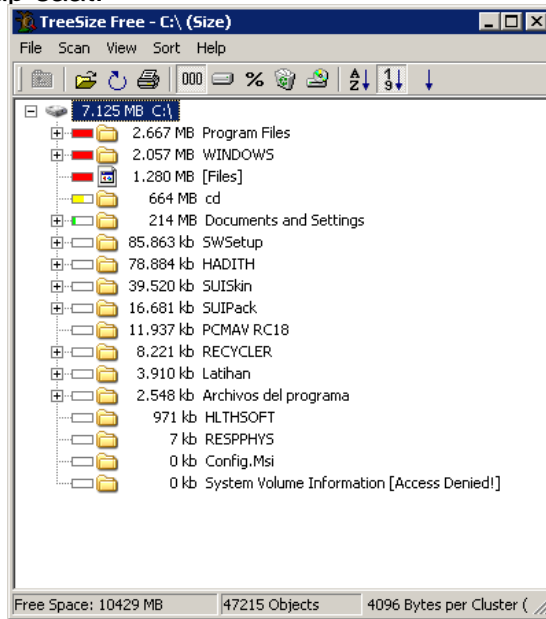 TreeSize Free - C:\ (Size)
File Scan View Sort Help
000 % A Z 1 9
7.125 MB C:\
2.667 MB Program Files
2.057 MB WINDOWS
1.280 MB [Files]
664 MB cd
214 MB Documents and Settings
85.863 kb SWSetup
78.884 kb HADITH
39.520 kb SUISkin
16.681 kb SUIPack
11.937 kb PCMAV RC18
8.221 kb RECYCLER
3.910 kb Latihan
2.548 kb Archivos del programa
971 kb HLTHSOFT
7 kb RESPPHYS
0 kb Config.Msi
0 kb System Volume Information [Access Denied!]
Free Space: 10429 MB 47215 Objects 4096 Bytes per Cluster (